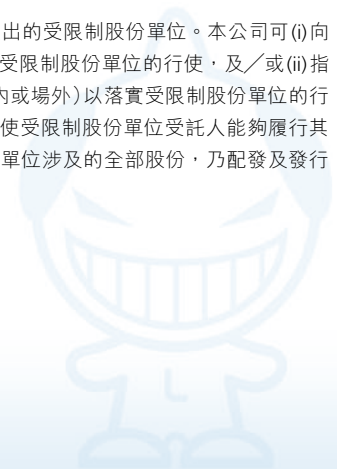 出的受限制股份單位。本公司可(i)向
受限制股份單位的行使，及／或(ii)指
內或場外)以落實受限制股份單位的行
使受限制股份單位受託人能夠履行其
單位涉及的全部股份，乃配發及發行
L